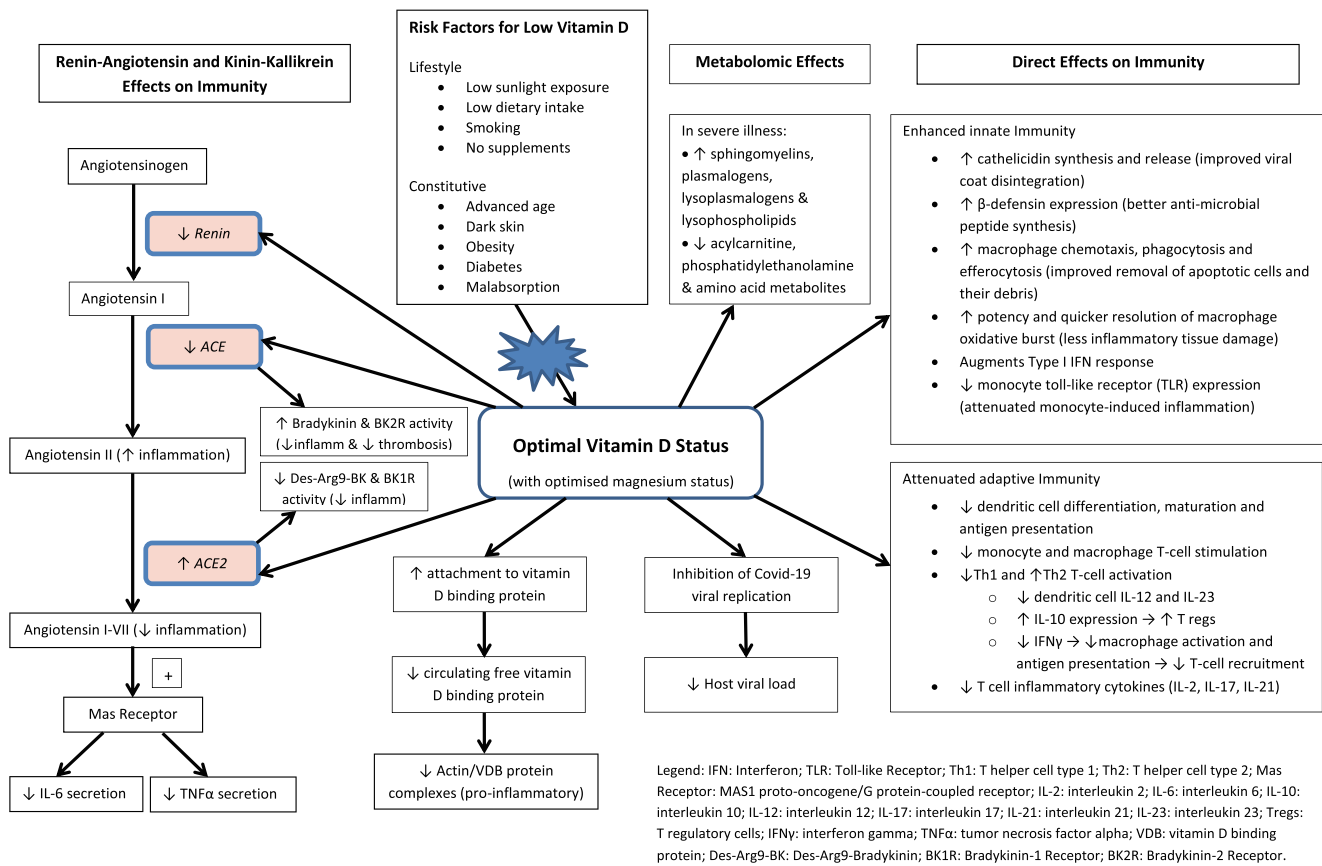 Renin-Angiotensin and Kinin-Kallikrein
Effects on Immunity
Angiotensinogen
↓ Renin
Angiotensin I
↓ ACE
↑ Bradykinin & BK2R activity
(↓inflamm & ↓ thrombosis)
Angiotensin II (↑ inflammation)
↓ Des-Arg9-BK & BK1R
activity (↓ inflamm)
↑ ACE2
Angiotensin I-VII (↓ inflammation)
+
Mas Receptor
↓ IL-6 secretion
↓ TNFα secretion
Risk Factors for Low Vitamin D
Lifestyle
• Low sunlight exposure
• Low dietary intake
• Smoking
• No supplements
Constitutive
• Advanced age
• Dark skin
• Obesity
• Diabetes
• Malabsorption
Optimal Vitamin D Status
(with optimised magnesium status)
↑ attachment to vitamin
D binding protein
↓ circulating free vitamin
D binding protein
↓ Actin/VDB protein
complexes (pro-inflammatory)
Inhibition of Covid-19
viral replication
↓ Host viral load
Metabolomic Effects
In severe illness:
• ↑ sphingomyelins,
plasmalogens,
lysoplasmalogens &
lysophospholipids
• ↓ acylcarnitine,
phosphatidylethanolamine
& amino acid metabolites
Direct Effects on Immunity
Enhanced innate Immunity
• ↑ cathelicidin synthesis and release (improved viral
coat disintegration)
• ↑ β-defensin expression (better anti-microbial
peptide synthesis)
• ↑ macrophage chemotaxis, phagocytosis and
efferocytosis (improved removal of apoptotic cells and
their debris)
• ↑ potency and quicker resolution of macrophage
oxidative burst (less inflammatory tissue damage)
• Augments Type I IFN response
• ↓ monocyte toll-like receptor (TLR) expression
(attenuated monocyte-induced inflammation)
Attenuated adaptive Immunity
• ↓ dendritic cell differentiation, maturation and
antigen presentation
• ↓ monocyte and macrophage T-cell stimulation
• ↓Th1 and ↑Th2 T-cell activation
○ ↓ dendritic cell IL-12 and IL-23
○ ↑ IL-10 expression → ↑ T regs
○ ↓ IFNγ → ↓macrophage activation and
antigen presentation → ↓ T-cell recruitment
• ↓ T cell inflammatory cytokines (IL-2, IL-17, IL-21)
Legend: IFN: Interferon; TLR: Toll-like Receptor; Th1: T helper cell type 1; Th2: T helper cell type 2; Mas
Receptor: MAS1 proto-oncogene/G protein-coupled receptor; IL-2: interleukin 2; IL-6: interleukin 6; IL-10:
interleukin 10; IL-12: interleukin 12; IL-17: interleukin 17; IL-21: interleukin 21; IL-23: interleukin 23; Tregs:
T regulatory cells; IFNγ: interferon gamma; TNFα: tumor necrosis factor alpha; VDB: vitamin D binding
protein; Des-Arg9-BK: Des-Arg9-Bradykinin; BK1R: Bradykinin-1 Receptor; BK2R: Bradykinin-2 Receptor.